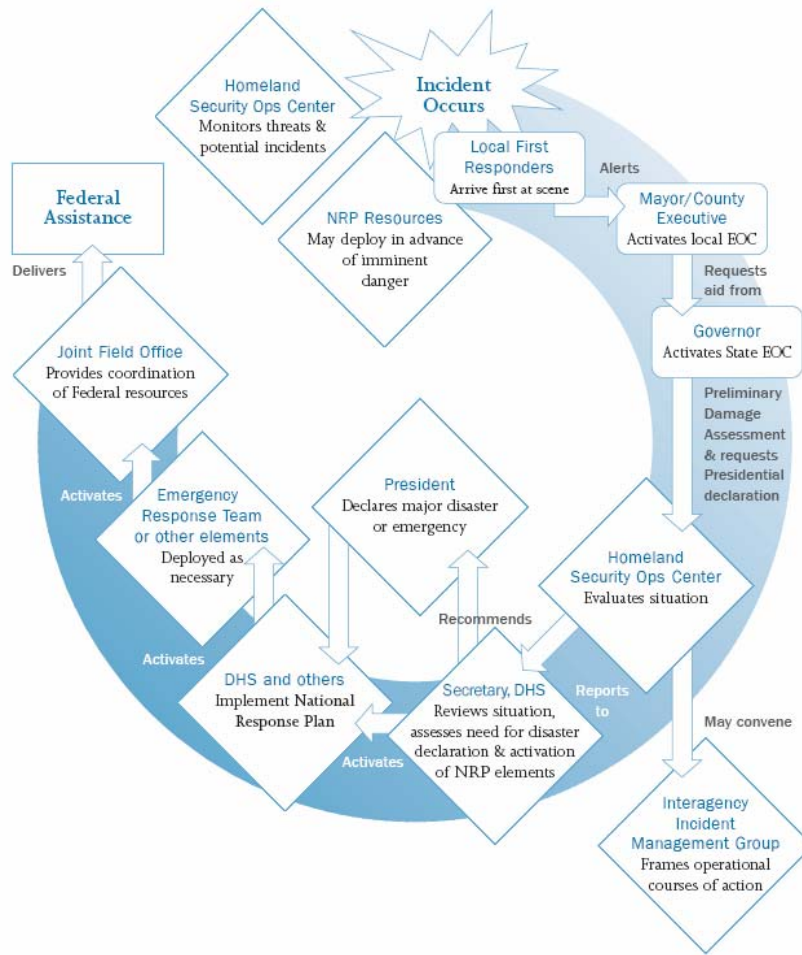 Incident
Occurs
Homeland
Security Ops Center
Monitors threats &
potential incidents
Local First
Responders
Arrive first at scene
Alerts
Mayor/County
Executive
Activates local EOC
NRP Resources
May deploy in advance
of imminent
danger
Federal
Assistance
Delivers
Requests
aid from
Governor
Activates State EOC
Joint Field Office
Provides coordination
of Federal resources
Preliminary
Damage
Assessment
& requests
Presidential
declaration
Activates
Emergency
Response Team
or other elements
Deployed as
necessary
President
Declares major disaster
or emergency
Homeland
Security Ops Center
Evaluates situation
Recommends
Activates
DHS and others
Implement National
Response Plan
Secretary, DHS
Reviews situation,
assesses need for disaster
declaration & activation
of NRP elements
Reports
to
Activates
May convene
Interagency
Incident
Management Group
Frames operational
courses of action